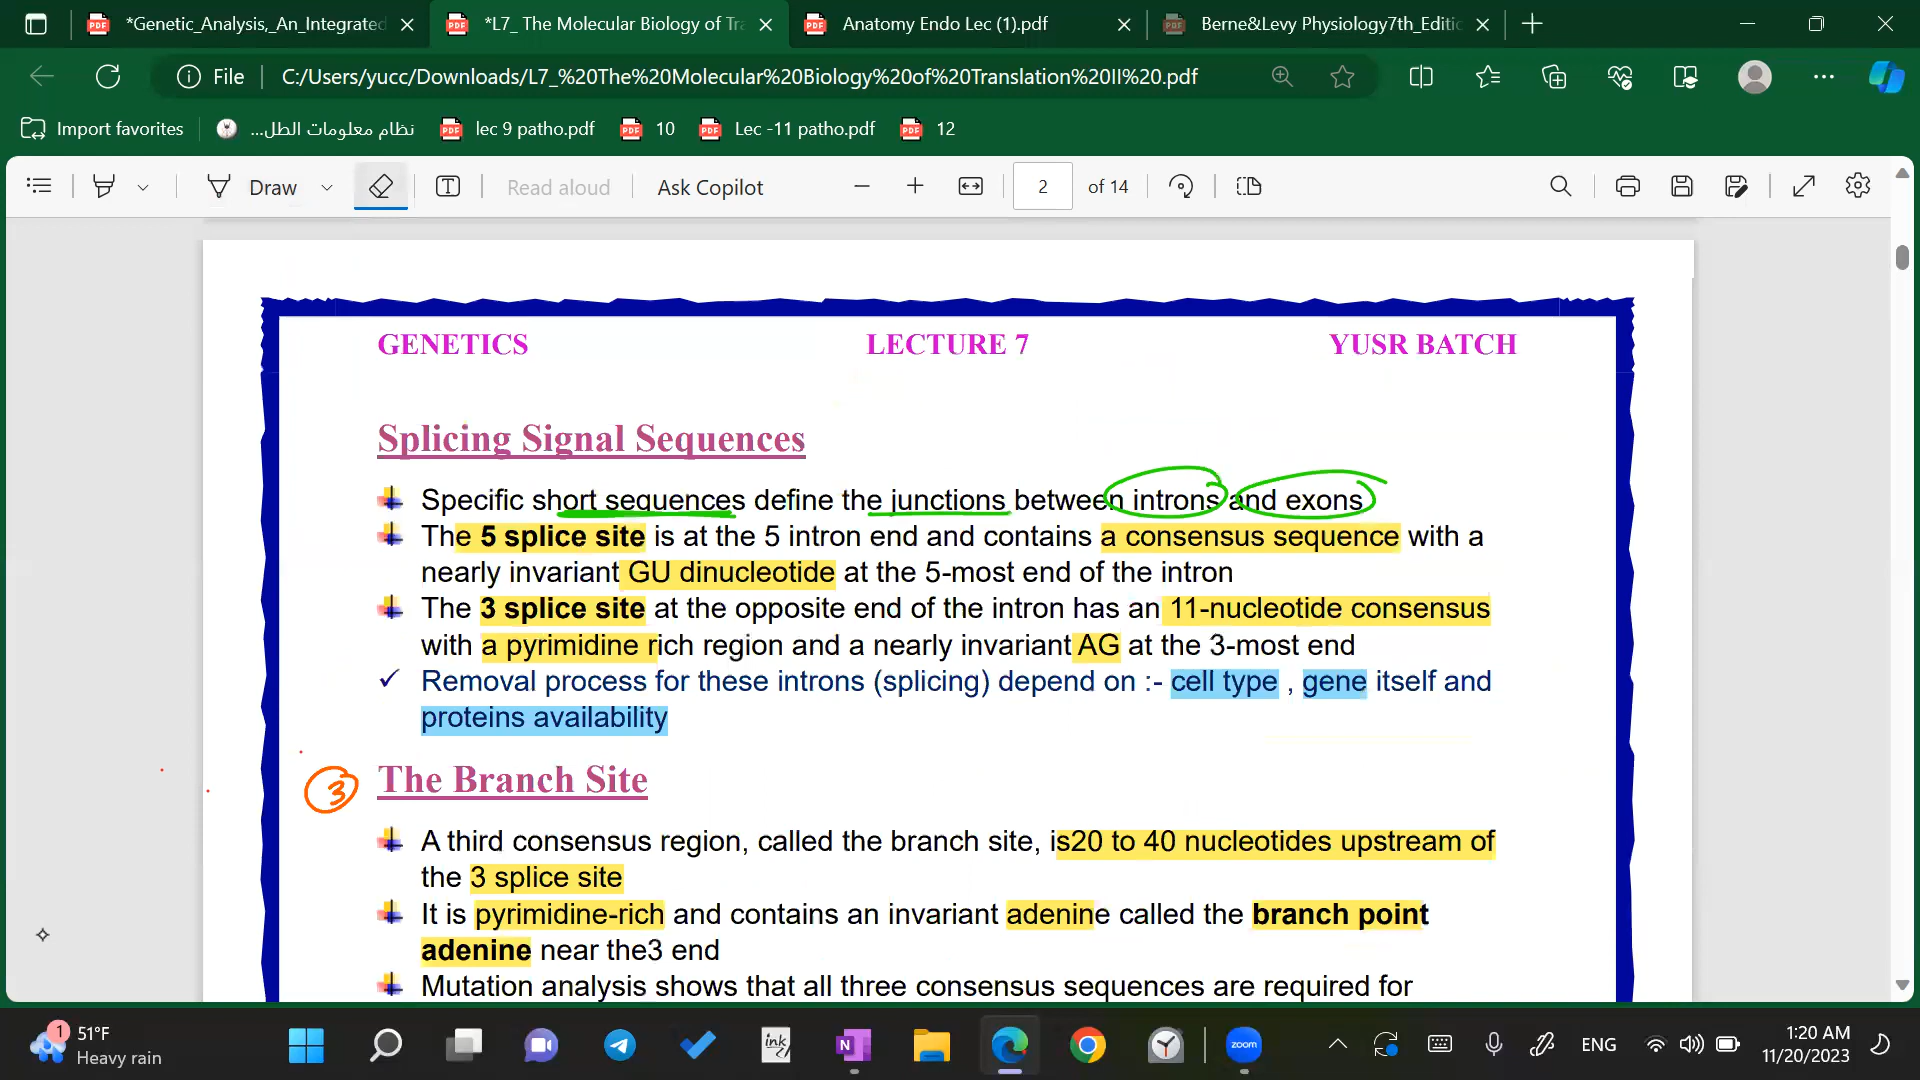 *Genetic_Analysis,_An_Integrated
*L7_ The Molecular Biology of Tra
Anatomy Endo Lec (1).pdf
Berne&Levy Physiology7th_Editic
File
C:/Users/yucc/Downloads/L7_%20The%20Molecular%20Biology%20of%20Translation%20II%20.pdf
Import favorites
نظام معلومات الطل...
lec 9 patho.pdf
10
Lec -11 patho.pdf
12
Draw
Read aloud
Ask Copilot
2
of 14
GENETICS
LECTURE 7
YUSR BATCH
Splicing Signal Sequences
Specific short sequences define the junctions between introns and exons
The 5 splice site is at the 5 intron end and contains a consensus sequence with a
nearly invariant GU dinucleotide at the 5-most end of the intron
The 3 splice site at the opposite end of the intron has an 11-nucleotide consensus
with a pyrimidine rich region and a nearly invariant AG at the 3-most end
Removal process for these introns (splicing) depend on :- cell type , gene itself and
proteins availability
3
The Branch Site
A third consensus region, called the branch site, is20 to 40 nucleotides upstream of
the 3 splice site
It is pyrimidine-rich and contains an invariant adenine called the branch point
adenine near the3 end
Mutation analysis shows that all three consensus sequences are required for
1
51°F
Heavy rain
ink
N
zoom
ENG
1:20 AM
11/20/2023